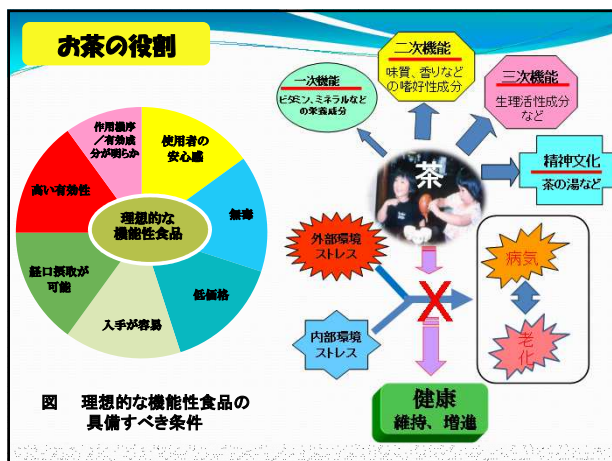 お茶の役割
一次機能
ビタミン、ミネラルなど
の栄養成分
二次機能
味質、香りなど
の嗜好性成分
三次機能
生理活性成分
など
精神文化
茶の湯など
茶
作用機序
／有効成
分が明らか
使用者の
安心感
高い有効性
無毒
理想的な
機能性食品
経口摂取が
可能
低価格
入手が容易
外部環境
ストレス
内部環境
ストレス
X
病気
老
化
健康
維持、増進
図 理想的な機能性食品の
具備すべき条件